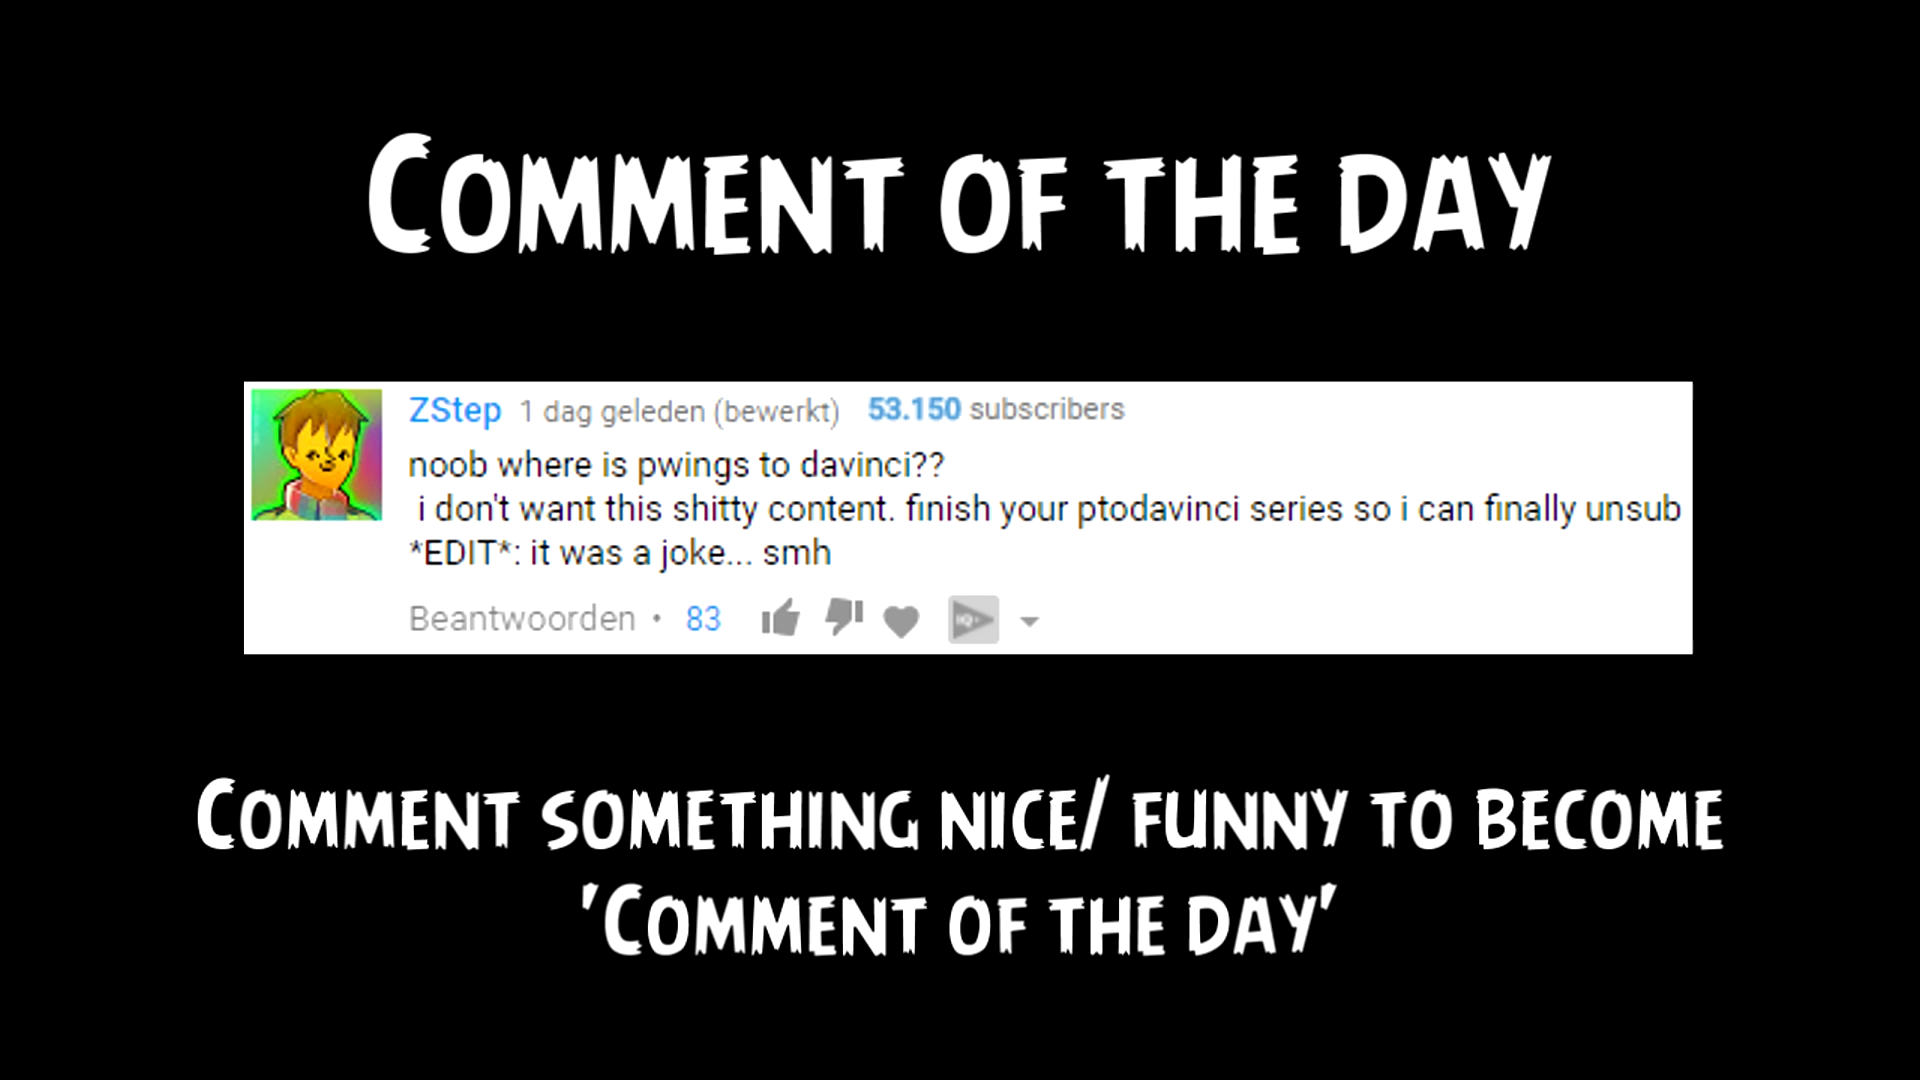 Comment of the day
ZStep 1 dag geleden (bewerkt) 53.150 subscribers
noob where is pwings to davinci??
i don't want this shitty content. finish your ptodavinci series so i can finally unsub
*EDIT*: it was a joke... smh
Beantwoorden • 83
IQ+
Comment something nice/ funny to become
'Comment of the day'